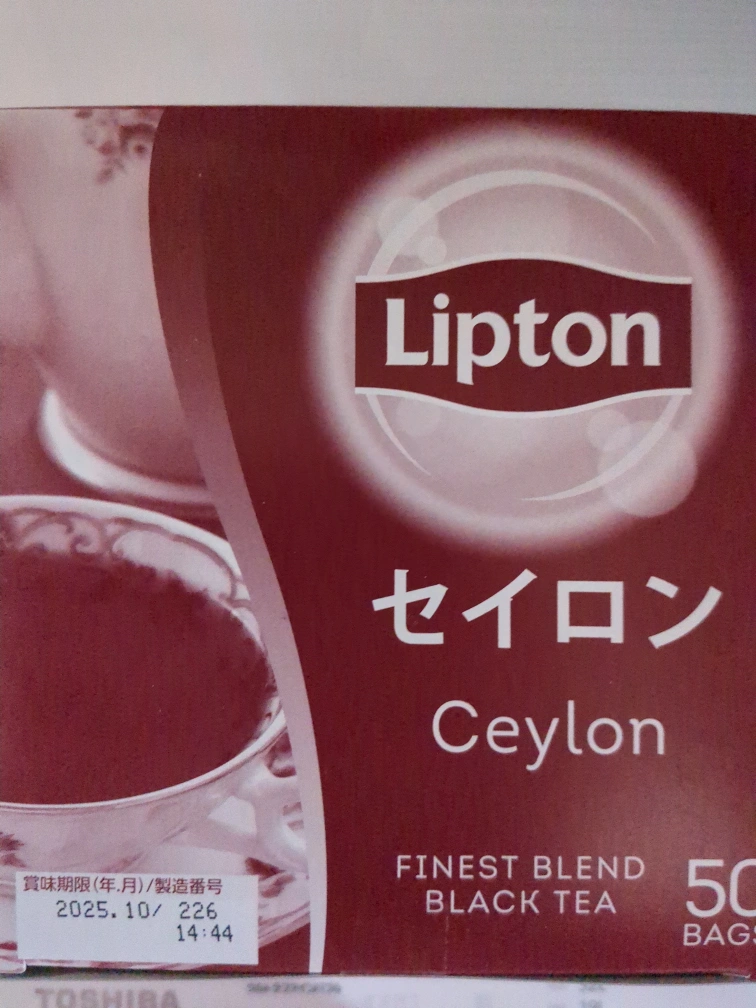 Lipton
セイロン
Ceylon
FINEST BLEND
BLACK TEA
50
BAGS
賞味期限(年.月)/製造番号
2025.10/ 226
14:44
TOSHIBA